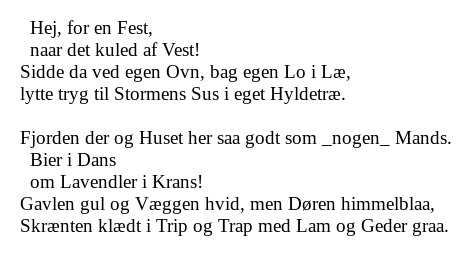 Hej, for en Fest,
naar det kuled af Vest!
Sidde da ved egen Ovn, bag egen Lo i Læ,
lytte tryg til Stormens Sus i eget Hyldetræ.

Fjorden der og Huset her saa godt som _nogen_ Mands.
Bier i Dans
om Lavendler i Krans!
Gavlen gul og Væggen hvid, men Døren himmelblaa,
Skrænten klædt i Trip og Trap med Lam og Geder graa.